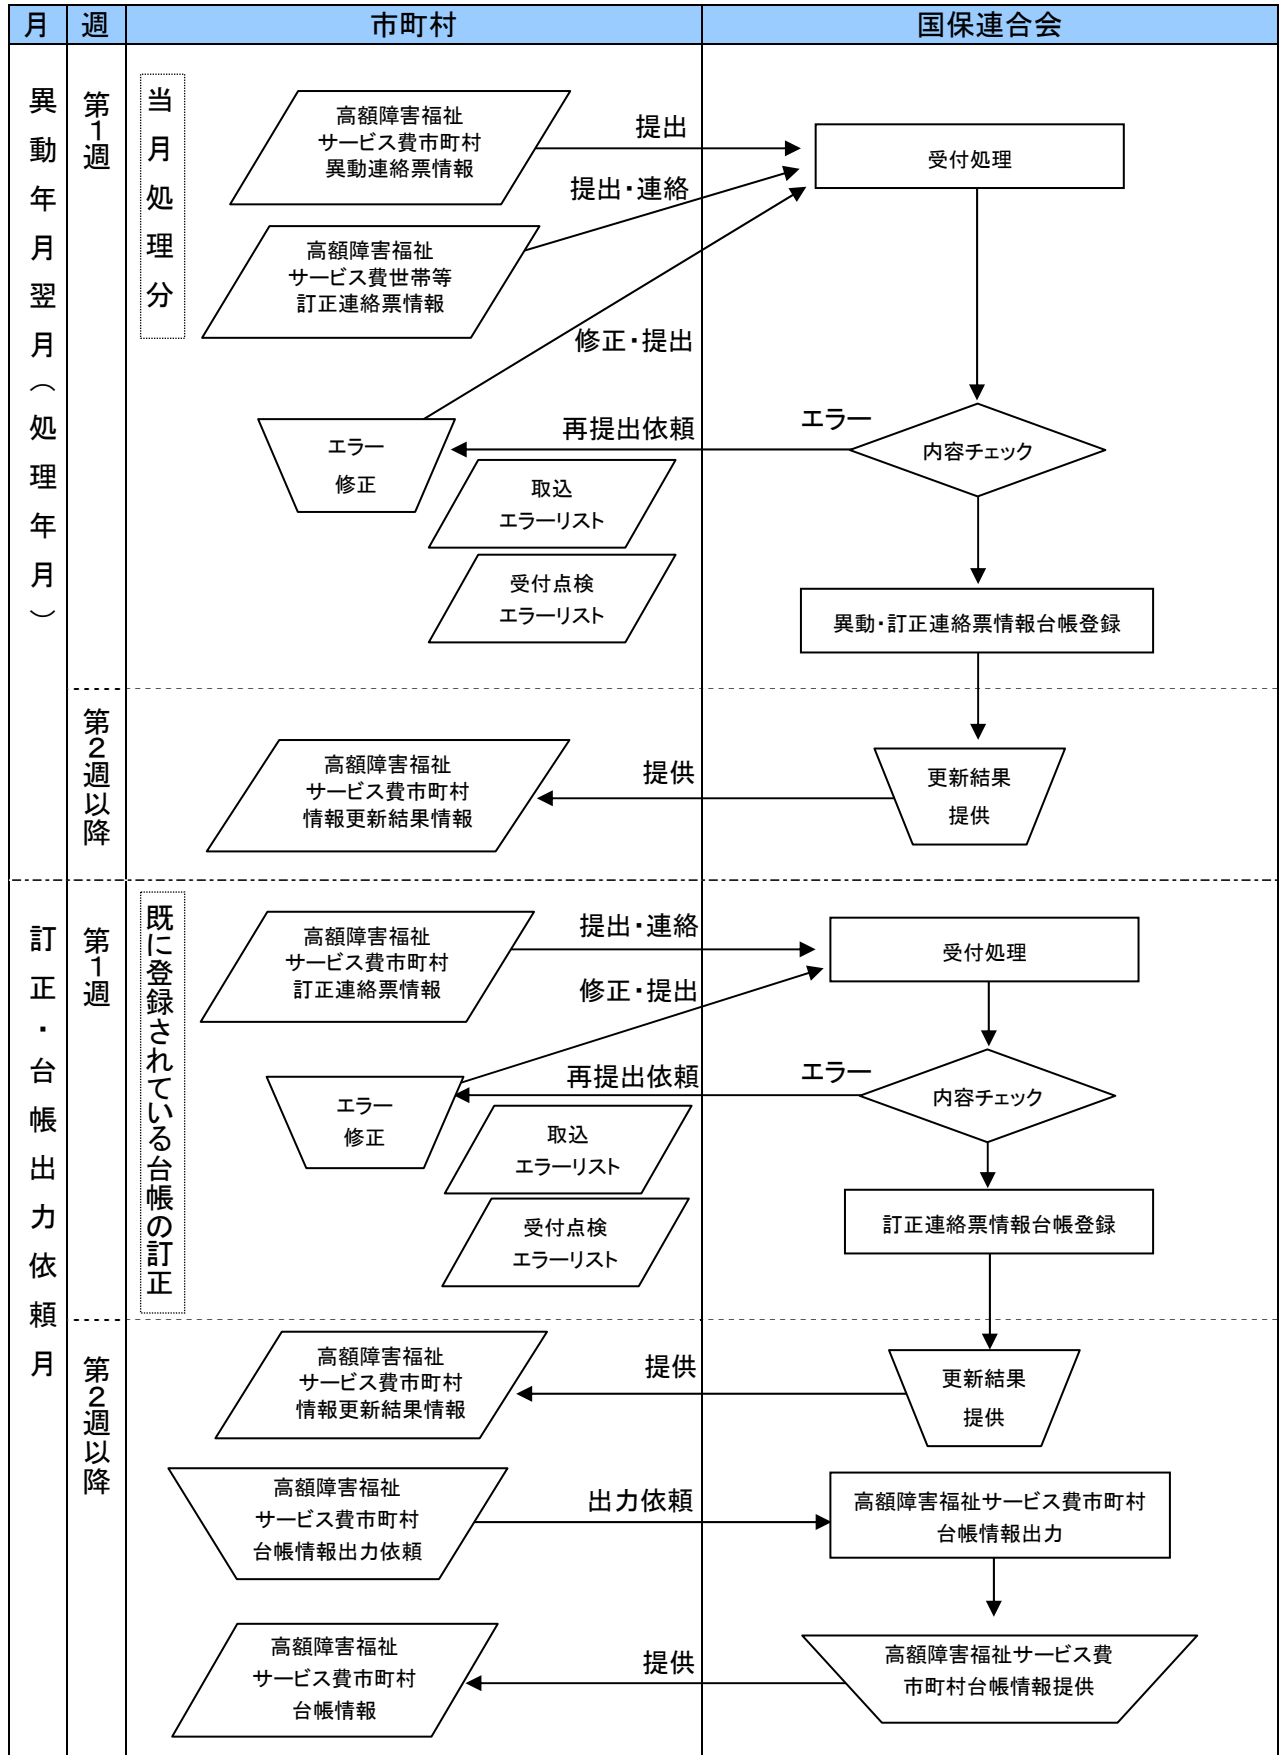 月
週
市町村
国保連合会
異動年月翌月（処理年月）
第1週
当月処理分
高額障害福祉
サービス費市町村
異動連絡票情報
提出
受付処理
提出・連絡
高額障害福祉
サービス費世帯等
訂正連絡票情報
修正・提出
エラー
再提出依頼
内容チェック
エラー
修正
取込
エラーリスト
受付点検
エラーリスト
異動・訂正連絡票情報台帳登録
第2週以降
高額障害福祉
サービス費市町村
情報更新結果情報
提供
更新結果
提供
訂正・台帳出力依頼月
第1週
既に登録されている台帳の訂正
高額障害福祉
サービス費市町村
訂正連絡票情報
提出・連絡
受付処理
修正・提出
エラー
再提出依頼
内容チェック
エラー
修正
取込
エラーリスト
受付点検
エラーリスト
訂正連絡票情報台帳登録
第2週以降
高額障害福祉
サービス費市町村
情報更新結果情報
提供
更新結果
提供
高額障害福祉
サービス費市町村
台帳情報出力依頼
出力依頼
高額障害福祉サービス費市町村
台帳情報出力
高額障害福祉
サービス費市町村
台帳情報
提供
高額障害福祉サービス費
市町村台帳情報提供